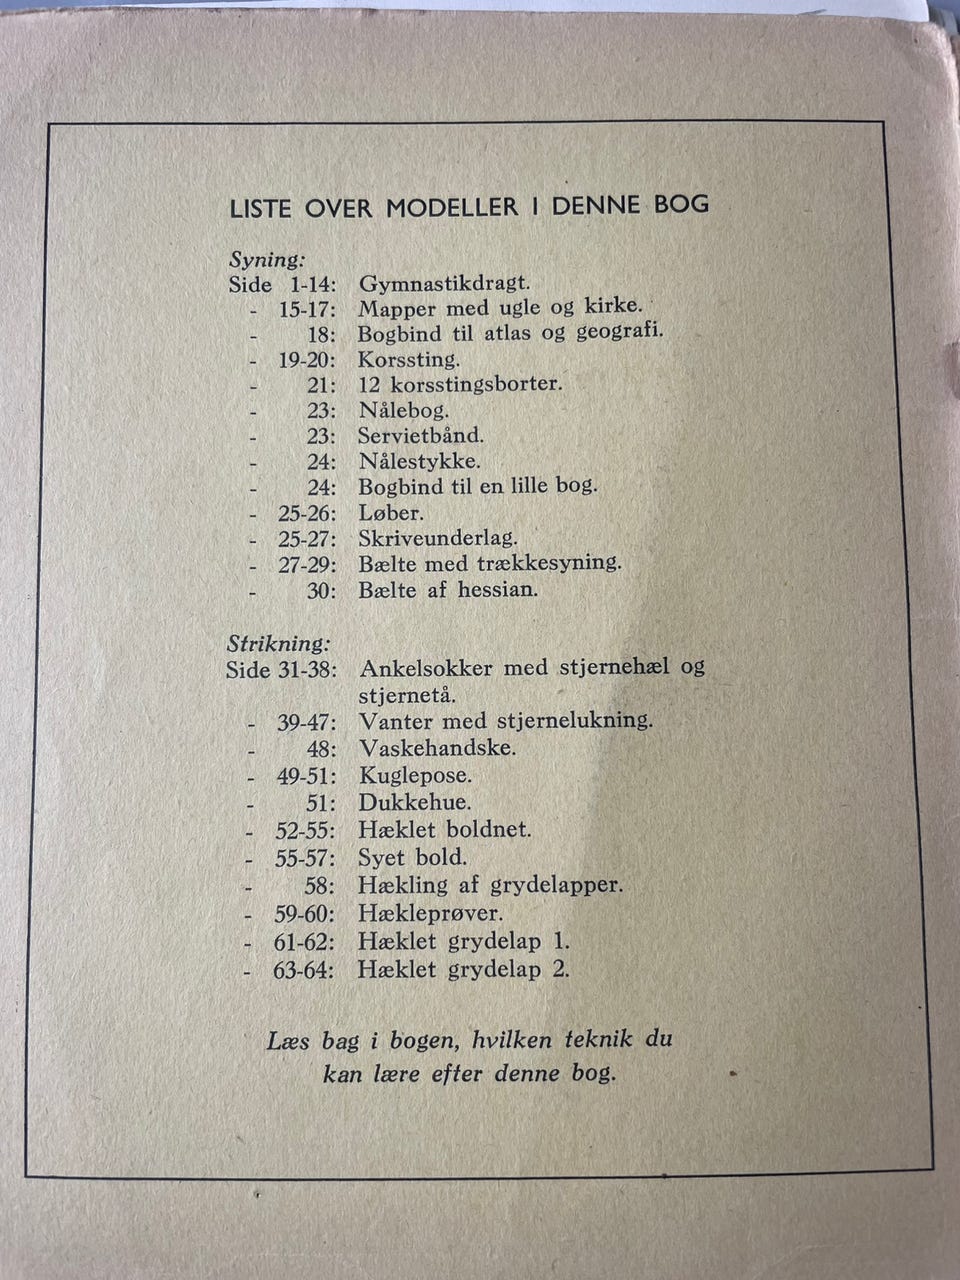 LISTE OVER MODELLER I DENNE BOG
Syning:
Side 1-14: Gymnastikdragt.
- 15-17: Mapper med ugle og kirke.
- 18: Bogbind til atlas og geografi.
- 19-20: Korssting.
- 21: 12 korsstingsborter.
- 23: Nålebog.
- 23: Servietbånd.
- 24: Nålestykke.
- 24: Bogbind til en lille bog.
- 25-26: Løber.
- 25-27: Skriveunderlag.
- 27-29: Bælte med trækkesyning.
- 30: Bælte af hessian.
Strikning:
Side 31-38: Ankelsokker med stjernehæl og
stjernetå.
- 39-47: Vanter med stjernelukning.
- 48: Vaskehandske.
- 49-51: Kuglepose.
- 51: Dukkehue.
- 52-55: Hæklet boldnet.
- 55-57: Syet bold.
- 58: Hækling af grydelapper.
- 59-60: Hækleprøver.
- 61-62: Hæklet grydelap 1.
- 63-64: Hæklet grydelap 2.
Læs bag i bogen, hvilken teknik du
kan lære efter denne bog.